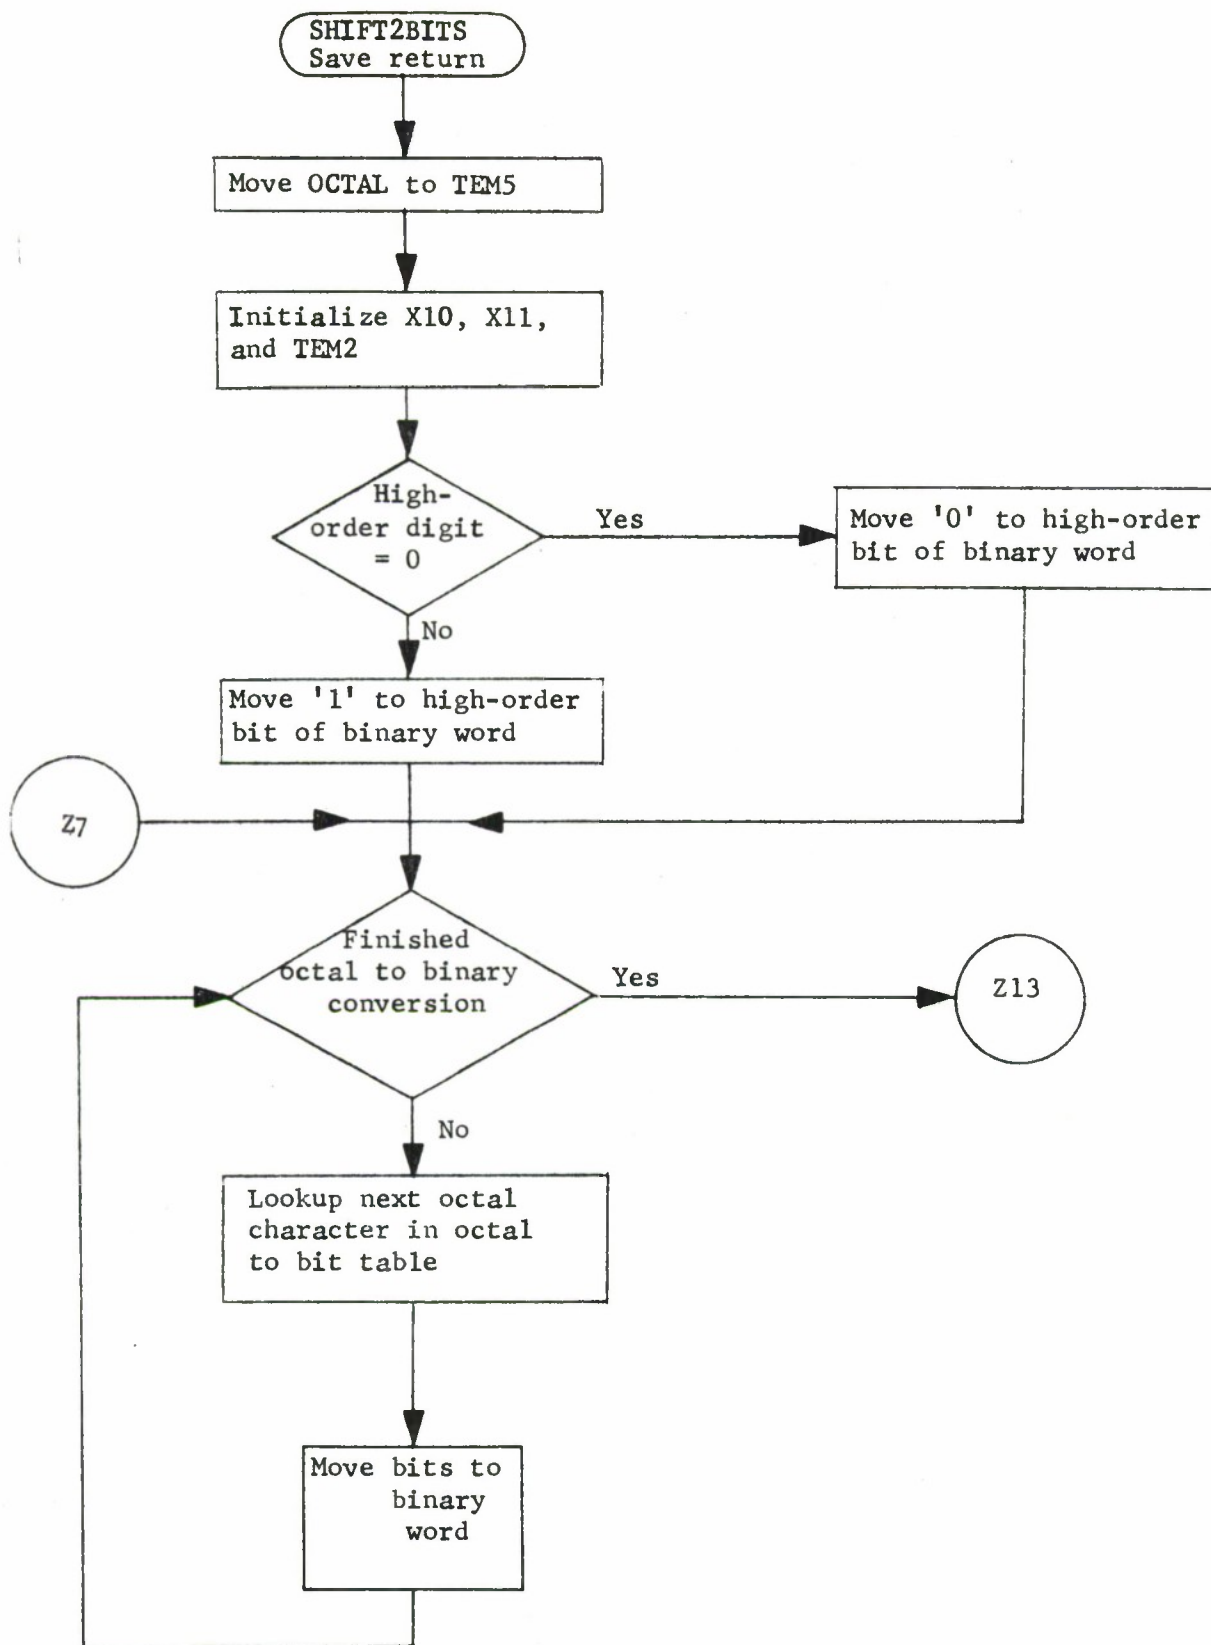 SHIFT2BITS
Save return
Move OCTAL to TEM5
Initialize X10, X11,
and TEM2
High-
order digit
= 0
Yes
Move '0' to high-order
bit of binary word
No
Move '1' to high-order
bit of binary word
Z7
Finished
octal to binary
conversion
Yes
Z13
No
Lookup next octal
character in octal
to bit table
Move bits to
binary
word